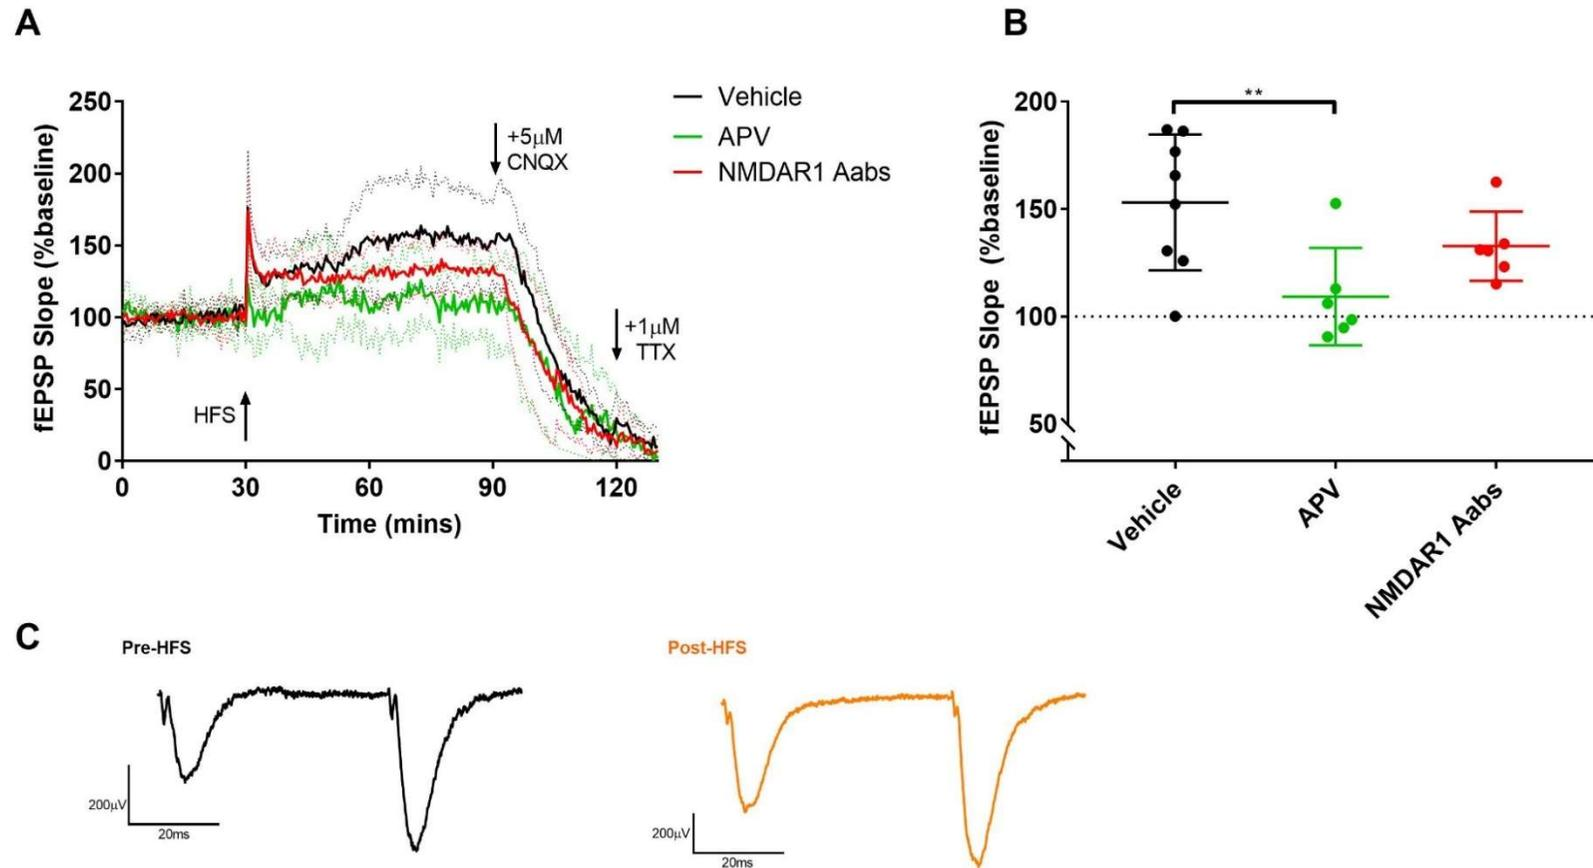 A
B
250
200
150
100
50
0
fEPSP Slope (%baseline)
0
30
60
90
120
Time (mins)
HFS
+5µM
CNQX
+1µM
TTX
Vehicle
APV
NMDAR1 Aabs
200
150
100
50
fEPSP Slope (%baseline)
**
Vehicle
APV
NMDAR1 Aabs
C
Pre-HFS
200µV
20ms
Post-HFS
200µV
20ms